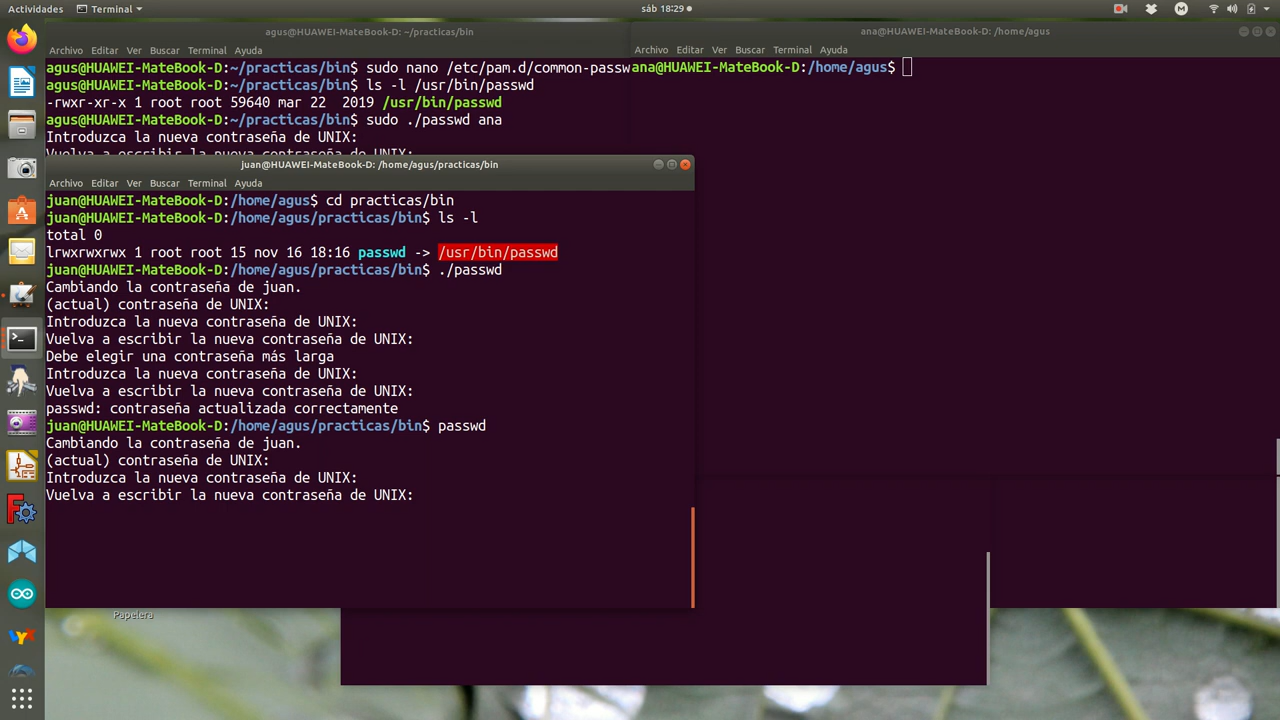 Actividades
Terminal
sáb 18:29
M
agus@HUAWEI-MateBook-D: ~/practicas/bin
Archivo Editar Ver Buscar Terminal Ayuda
agus@HUAWEI-MateBook-D:~/practicas/bin$ sudo nano /etc/pam.d/common-passw
agus@HUAWEI-MateBook-D:~/practicas/bin$ ls -l /usr/bin/passwd
-rwxr-xr-x 1 root root 59640 mar 22  2019 /usr/bin/passwd
agus@HUAWEI-MateBook-D:~/practicas/bin$ sudo ./passwd ana
Introduzca la nueva contraseña de UNIX:
Vuelva a escribir la nueva contraseña de UNIX:
ana@HUAWEI-MateBook-D: /home/agus
Archivo Editar Ver Buscar Terminal Ayuda
ana@HUAWEI-MateBook-D:/home/agus$
juan@HUAWEI-MateBook-D: /home/agus/practicas/bin
Archivo Editar Ver Buscar Terminal Ayuda
juan@HUAWEI-MateBook-D:/home/agus$ cd practicas/bin
juan@HUAWEI-MateBook-D:/home/agus/practicas/bin$ ls -l
total 0
lrwxrwxrwx 1 root root 15 nov 16 18:16 passwd -> /usr/bin/passwd
juan@HUAWEI-MateBook-D:/home/agus/practicas/bin$ ./passwd
Cambiando la contraseña de juan.
(actual) contraseña de UNIX:
Introduzca la nueva contraseña de UNIX:
Vuelva a escribir la nueva contraseña de UNIX:
Debe elegir una contraseña más larga
Introduzca la nueva contraseña de UNIX:
Vuelva a escribir la nueva contraseña de UNIX:
passwd: contraseña actualizada correctamente
juan@HUAWEI-MateBook-D:/home/agus/practicas/bin$ passwd
Cambiando la contraseña de juan.
(actual) contraseña de UNIX:
Introduzca la nueva contraseña de UNIX:
Vuelva a escribir la nueva contraseña de UNIX:
Papelera